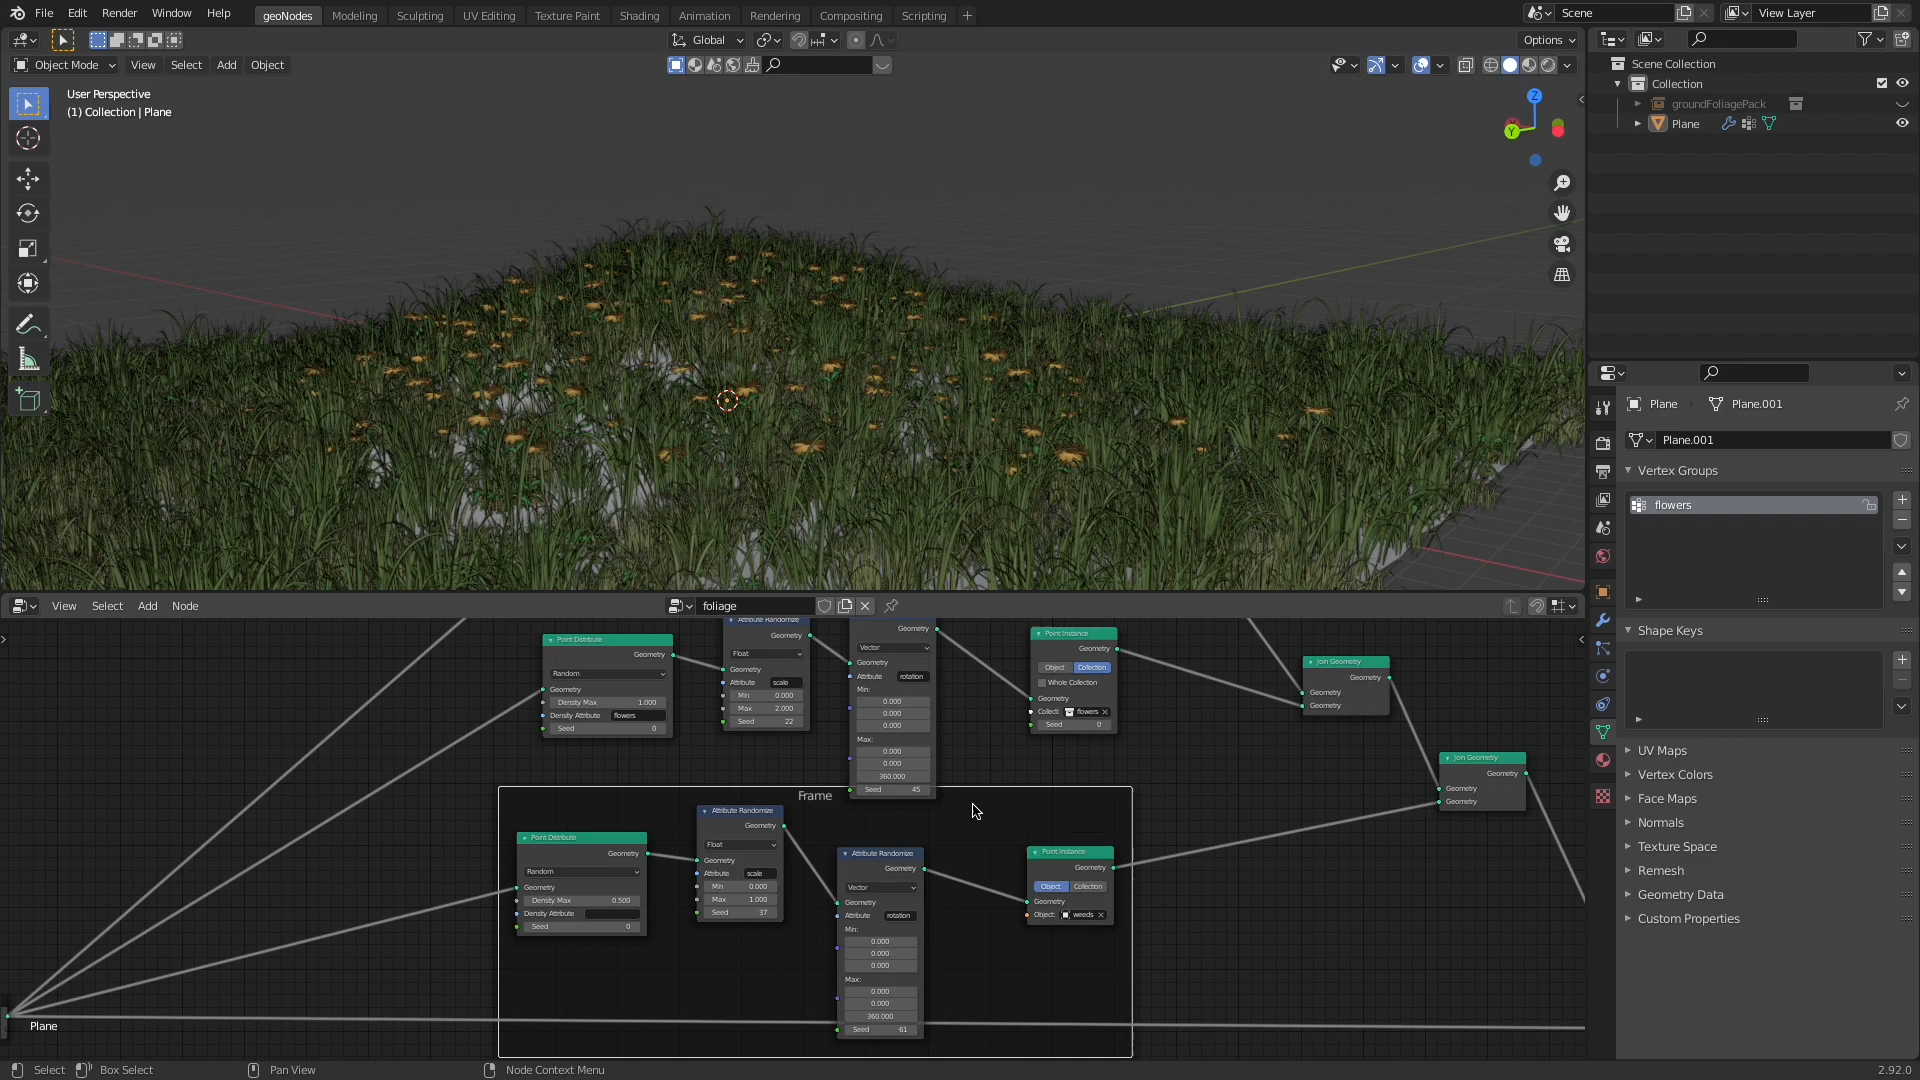 File Edit Render Window Help geoNodes Modeling Sculpting UV Editing Texture Paint Shading Animation Rendering Compositing Scripting + Scene View Layer
Global Options
Object Mode View Select Add Object
User Perspective
(1) Collection | Plane
Z
Y
Scene Collection
Collection
groundFoliagePack
Plane
Plane Plane.001
Plane.001
Vertex Groups
flowers
Shape Keys
UV Maps
Vertex Colors
Face Maps
Normals
Texture Space
Remesh
Geometry Data
Custom Properties
View Select Add Node foliage
Point Distribute
Geometry
Random
Geometry
Density Max 1.000
Density Attribute flowers
Seed 0
Attribute Randomize
Geometry
Float
Geometry
Attribute scale
Min 0.000
Max 2.000
Seed 22
Geometry
Vector
Geometry
Attribute rotation
Min:
0.000
0.000
0.000
Max:
0.000
0.000
360.000
Seed 45
Point Instance
Geometry
Object Collection
Whole Collection
Geometry
Collecti flowers
Seed 0
Join Geometry
Geometry
Geometry
Geometry
Join Geometry
Geometry
Geometry
Geometry
Frame
Point Distribute
Geometry
Random
Geometry
Density Max 0.500
Density Attribute
Seed 0
Attribute Randomize
Geometry
Float
Geometry
Attribute scale
Min 0.000
Max 1.000
Seed 37
Attribute Randomize
Geometry
Vector
Geometry
Attribute rotation
Min:
0.000
0.000
0.000
Max:
0.000
0.000
360.000
Seed 61
Point Instance
Geometry
Object Collection
Geometry
Object: weeds
Plane
Select Box Select Pan View Node Context Menu 2.92.0